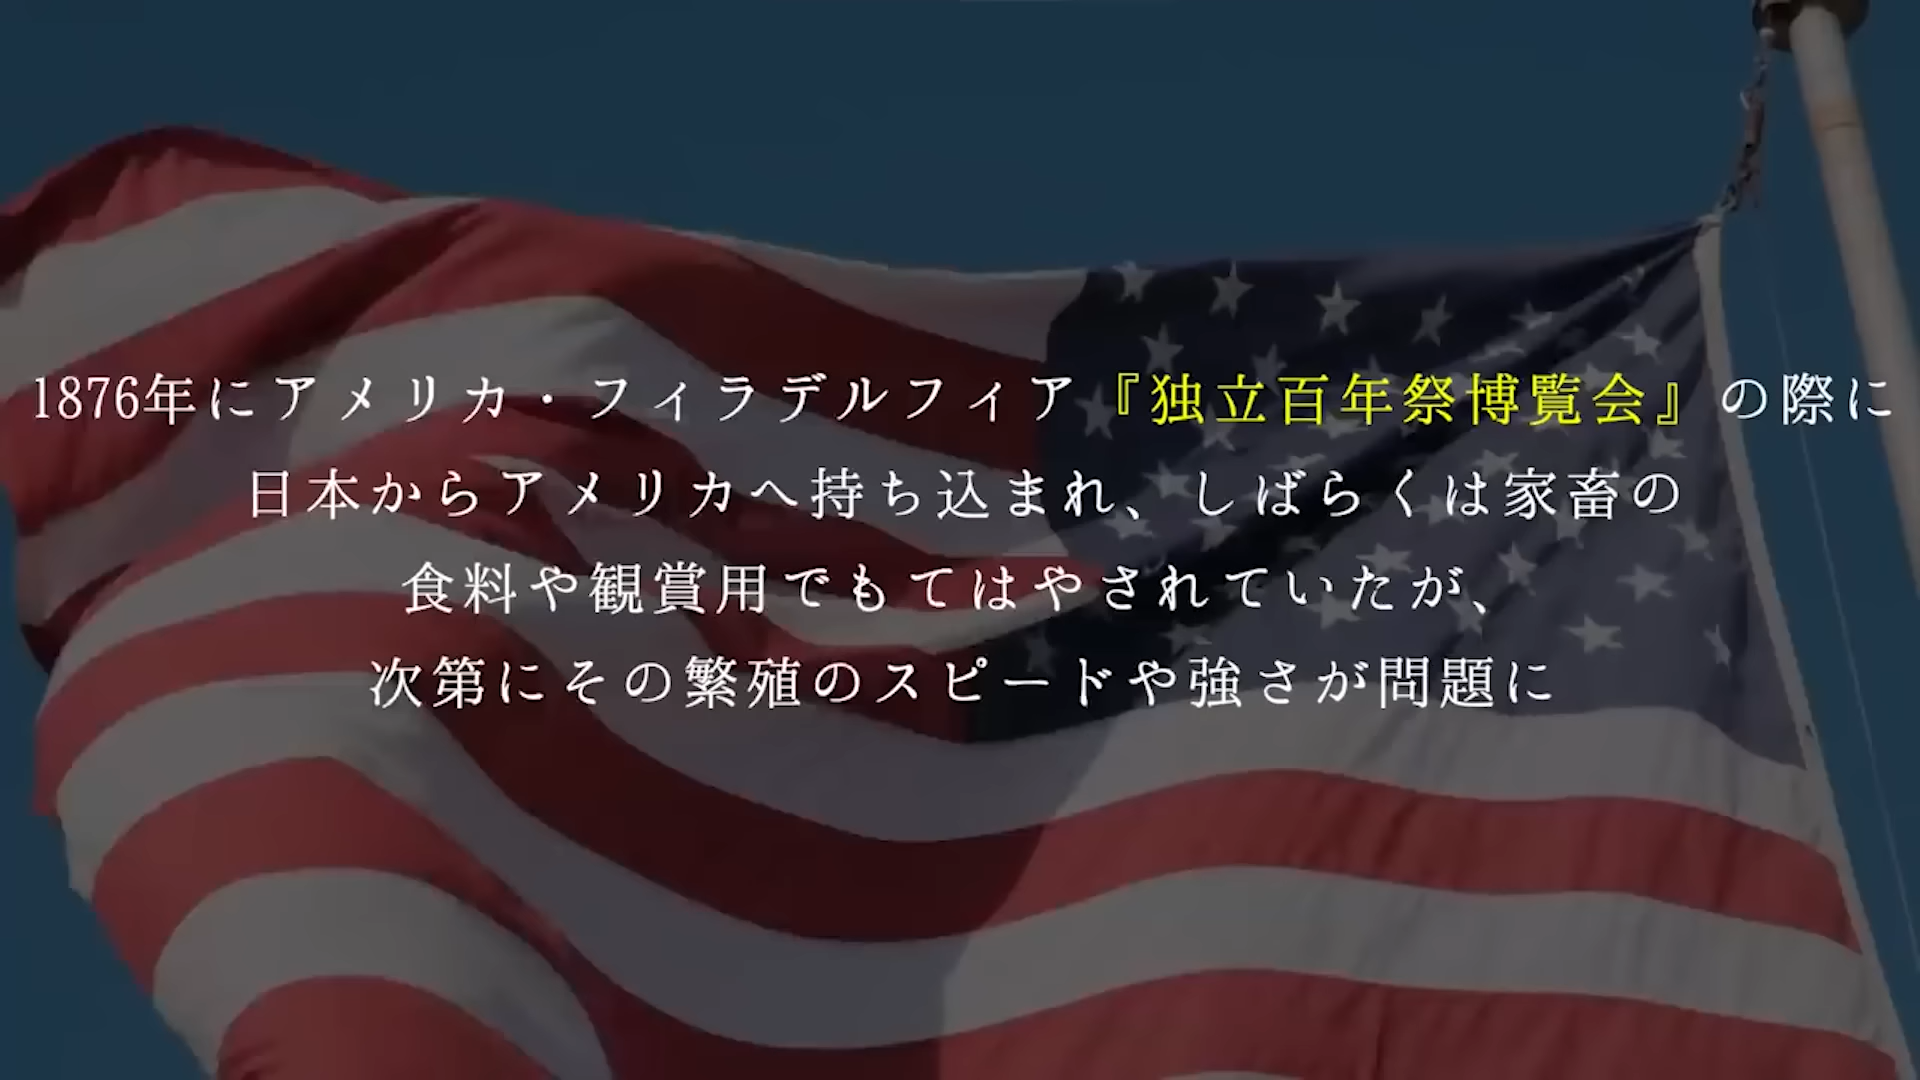 1876年にアメリカ・フィラデルフィア『独立百年祭博覧会』の際に
日本からアメリカへ持ち込まれ、しばらくは家畜の
食料や観賞用でもてはやされていたが、
次第にその繁殖のスピードや強さが問題に